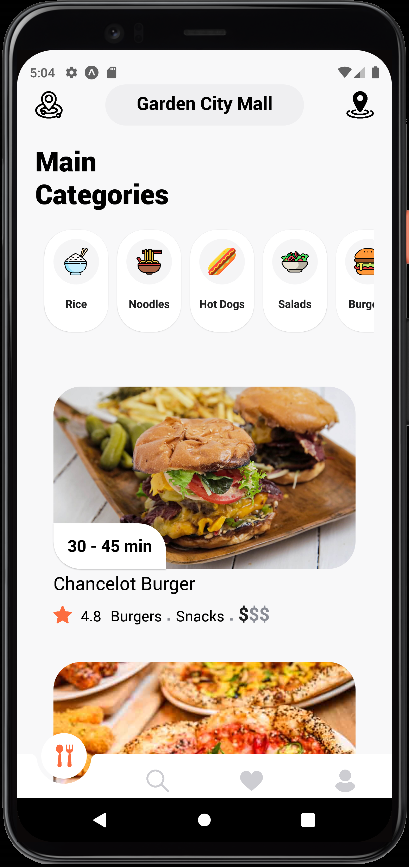 5:04
Garden City Mall
Main
Categories
Rice
Noodles
Hot Dogs
Salads
Burge
30 - 45 min
Chancelot Burger
4.8 Burgers . Snacks . $$$